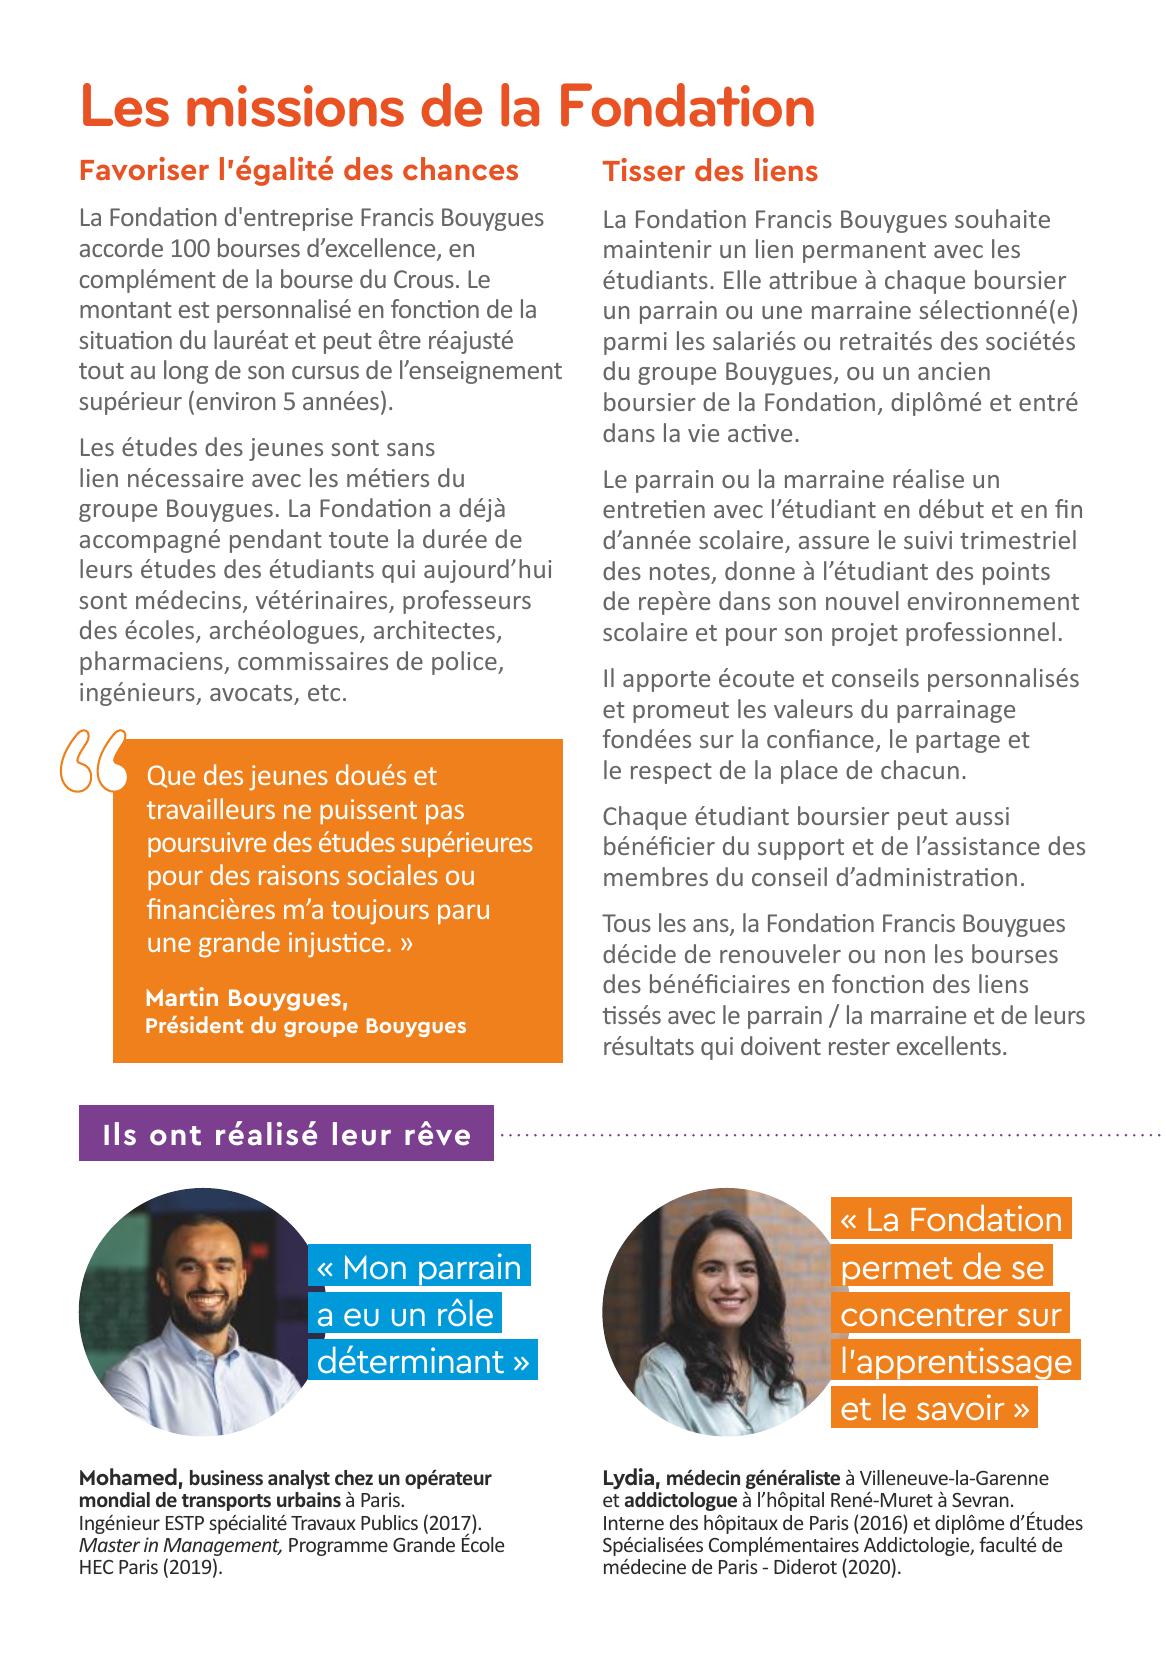 Les missions de la Fondation
Favoriser l'égalité des chances
La Fondation d'entreprise Francis Bouygues
accorde 100 bourses d’excellence, en
complément de la bourse du Crous. Le
montant est personnalisé en fonction de la
situation du lauréat et peut être réajusté
tout au long de son cursus de l’enseignement
supérieur (environ 5 années).
Les études des jeunes sont sans
lien nécessaire avec les métiers du
groupe Bouygues. La Fondation a déjà
accompagné pendant toute la durée de
leurs études des étudiants qui aujourd’hui
sont médecins, vétérinaires, professeurs
des écoles, archéologues, architectes,
pharmaciens, commissaires de police,
ingénieurs, avocats, etc.
“
Que des jeunes doués et
travailleurs ne puissent pas
poursuivre des études supérieures
pour des raisons sociales ou
financières m’a toujours paru
une grande injustice. »
Martin Bouygues,
Président du groupe Bouygues
Tisser des liens
La Fondation Francis Bouygues souhaite
maintenir un lien permanent avec les
étudiants. Elle attribue à chaque boursier
un parrain ou une marraine sélectionné(e)
parmi les salariés ou retraités des sociétés
du groupe Bouygues, ou un ancien
boursier de la Fondation, diplômé et entré
dans la vie active.
Le parrain ou la marraine réalise un
entretien avec l’étudiant en début et en fin
d’année scolaire, assure le suivi trimestriel
des notes, donne à l’étudiant des points
de repère dans son nouvel environnement
scolaire et pour son projet professionnel.
Il apporte écoute et conseils personnalisés
et promeut les valeurs du parrainage
fondées sur la confiance, le partage et
le respect de la place de chacun.
Chaque étudiant boursier peut aussi
bénéficier du support et de l’assistance des
membres du conseil d’administration.
Tous les ans, la Fondation Francis Bouygues
décide de renouveler ou non les bourses
des bénéficiaires en fonction des liens
tissés avec le parrain / la marraine et de leurs
résultats qui doivent rester excellents.
Ils ont réalisé leur rêve
« Mon parrain
a eu un rôle
déterminant »
Mohamed, business analyst chez un opérateur
mondial de transports urbains à Paris.
Ingénieur ESTP spécialité Travaux Publics (2017).
Master in Management, Programme Grande École
HEC Paris (2019).
« La Fondation
permet de se
concentrer sur
l'apprentissage
et le savoir »
Lydia, médecin généraliste à Villeneuve-la-Garenne
et addictologue à l’hôpital René-Muret à Sevran.
Interne des hôpitaux de Paris (2016) et diplôme d’Études
Spécialisées Complémentaires Addictologie, faculté de
médecine de Paris - Diderot (2020).